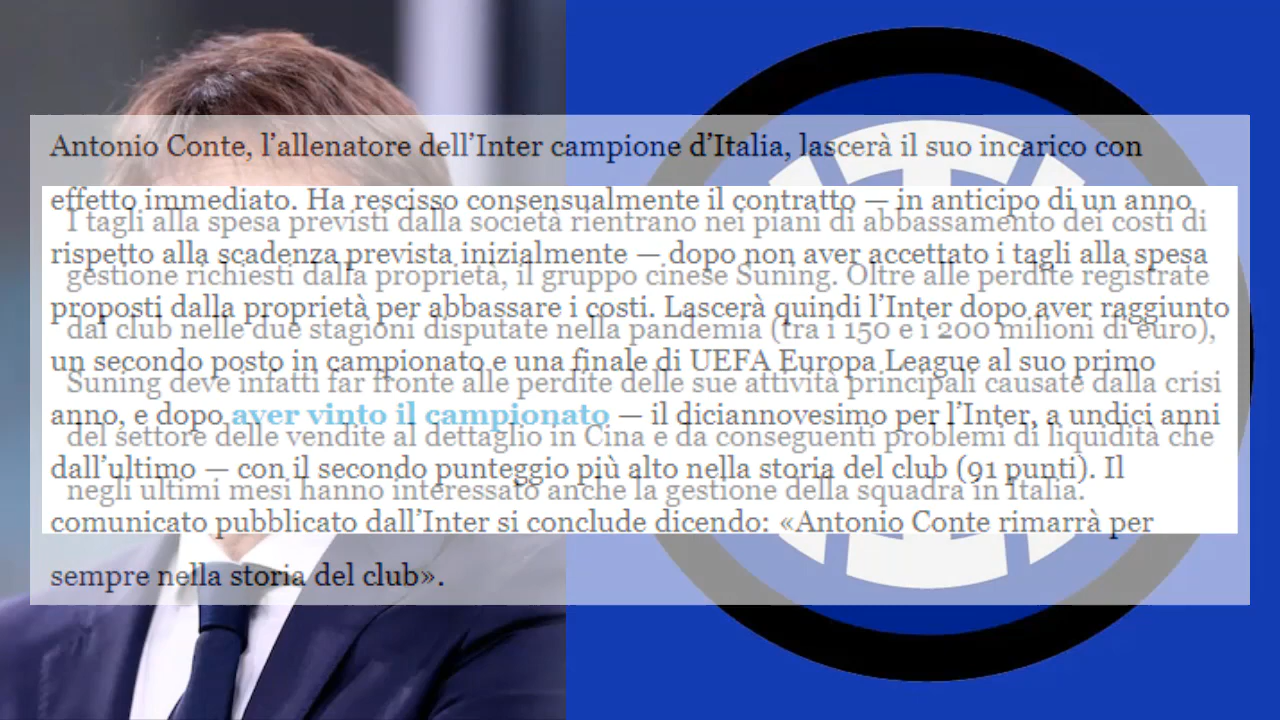 Antonio Conte, l’allenatore dell’Inter campione d’Italia, lascerà il suo incarico con
effetto immediato. Ha rescisso consensualmente il contratto — in anticipo di un anno
rispetto alla scadenza prevista inizialmente — dopo non aver accettato i tagli alla spesa
proposti dalla proprietà per abbassare i costi. Lascerà quindi l’Inter dopo aver raggiunto
un secondo posto in campionato e una finale di UEFA Europa League al suo primo
anno, e dopo aver vinto il campionato — il diciannovesimo per l’Inter, a undici anni
dall’ultimo — con il secondo punteggio più alto nella storia del club (91 punti). Il
comunicato pubblicato dall’Inter si conclude dicendo: «Antonio Conte rimarrà per
sempre nella storia del club».
I tagli alla spesa previsti dalla società rientrano nei piani di abbassamento dei costi di
gestione richiesti dalla proprietà, il gruppo cinese Suning. Oltre alle perdite registrate
dal club nelle due stagioni disputate nella pandemia (tra i 150 e i 200 milioni di euro),
Suning deve infatti far fronte alle perdite delle sue attività principali causate dalla crisi
del settore delle vendite al dettaglio in Cina e da conseguenti problemi di liquidità che
negli ultimi mesi hanno interessato anche la gestione della squadra in Italia.